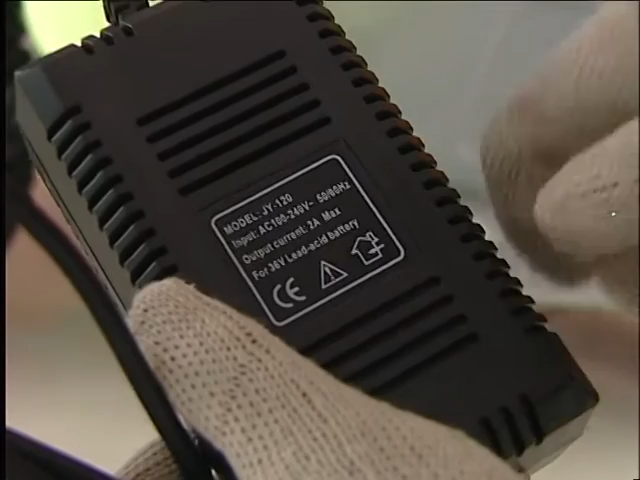 MODEL: JY-120
Input: AC100-240V~ 50/60Hz
Output current: 2A Max
For 36V Lead-acid battery
CE